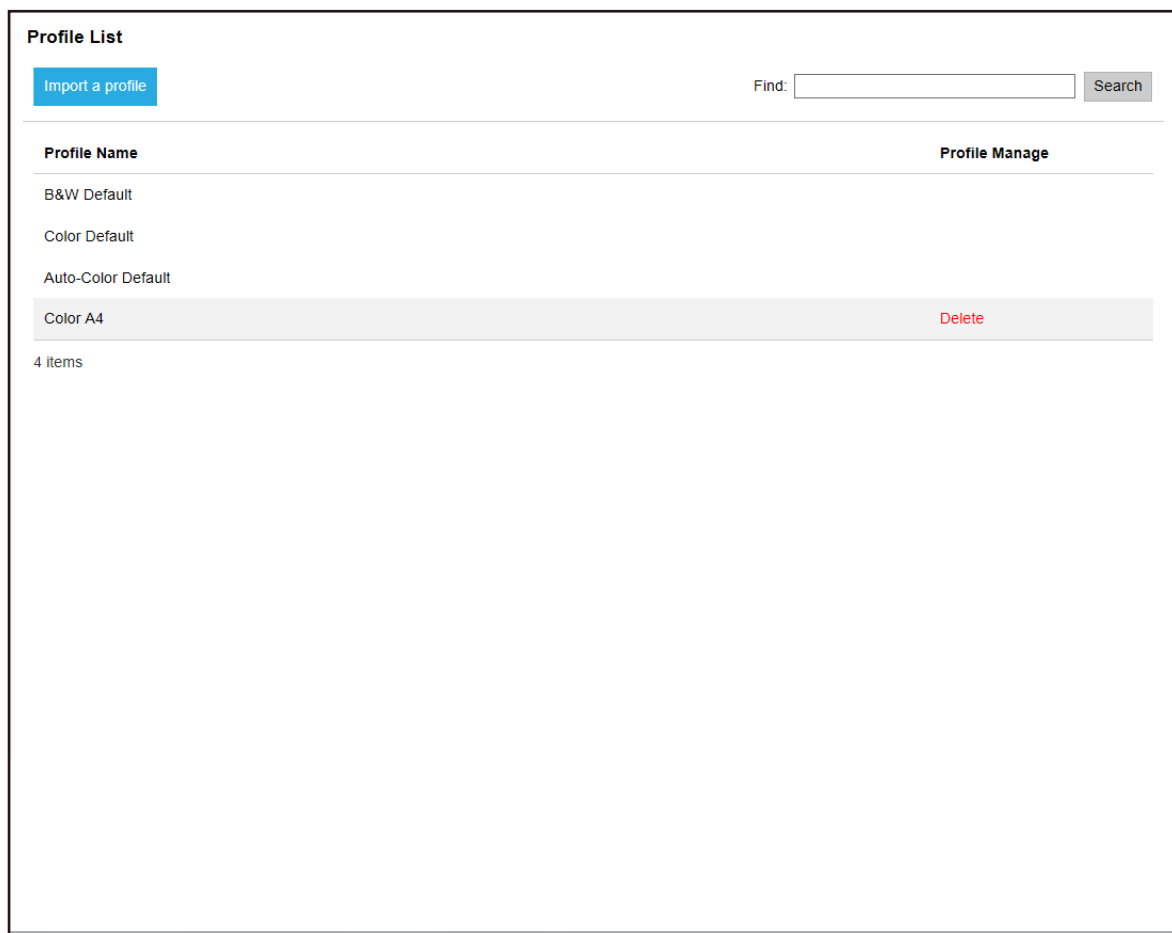 Profile List
Import a profile
Find:
Search
Profile Name
Profile Manage
B&W Default
Color Default
Auto-Color Default
Color A4
Delete
4 items